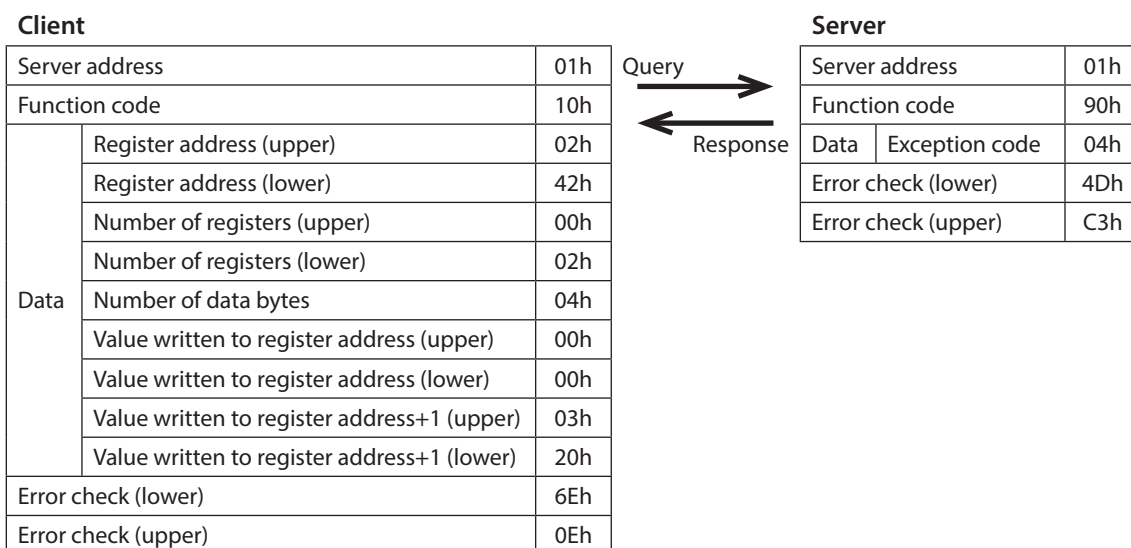 Client
Server address 01h
Function code 10h
Data
Register address (upper) 02h
Register address (lower) 42h
Number of registers (upper) 00h
Number of registers (lower) 02h
Number of data bytes 04h
Value written to register address (upper) 00h
Value written to register address (lower) 00h
Value written to register address+1 (upper) 03h
Value written to register address+1 (lower) 20h
Error check (lower) 6Eh
Error check (upper) 0Eh
Query
Response
Server
Server address 01h
Function code 90h
Data Exception code 04h
Error check (lower) 4Dh
Error check (upper) C3h